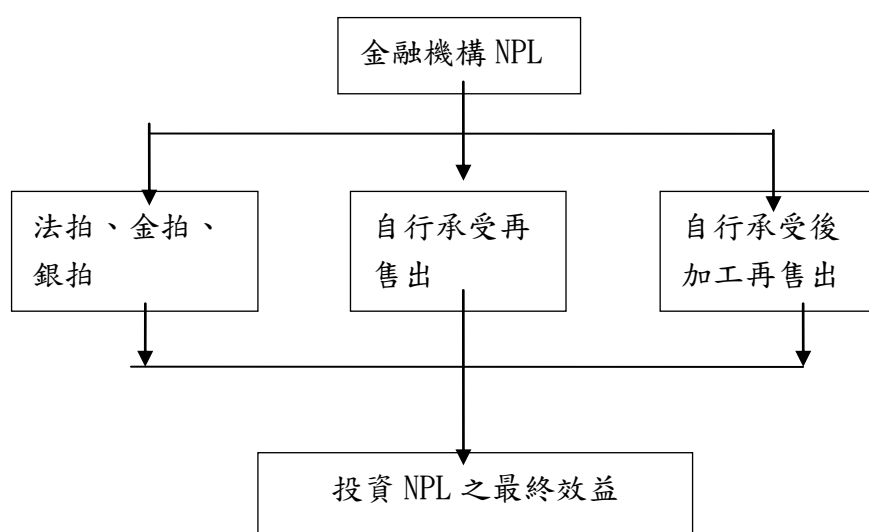 金融機構 NPL
法拍、金拍、
銀拍
自行承受再
售出
自行承受後
加工再售出
投資 NPL 之最終效益